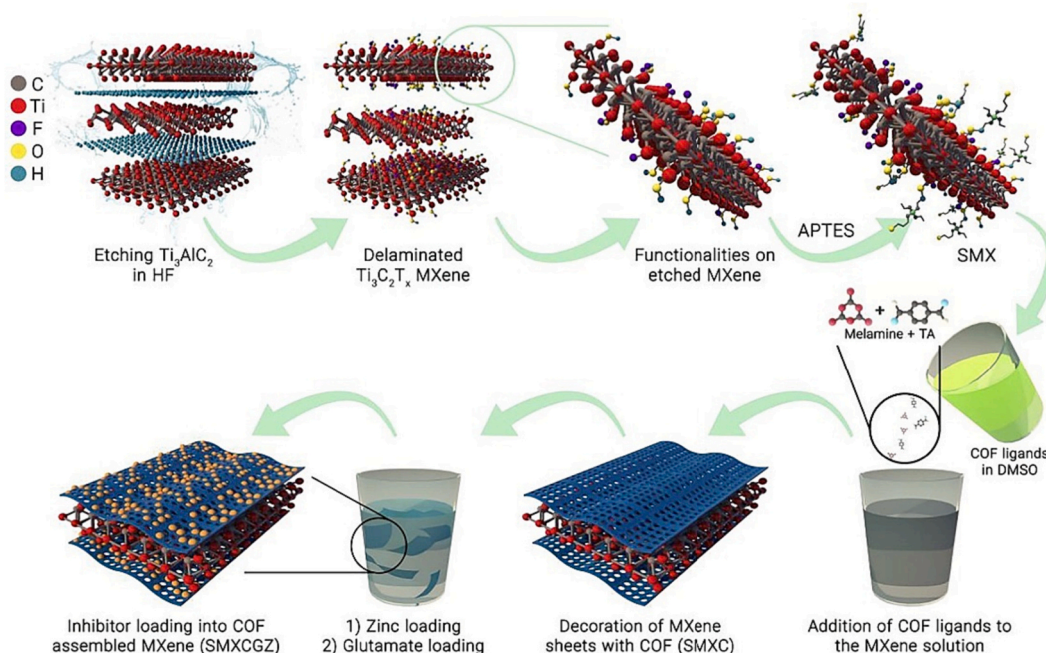 C
Ti
F
O
H
Etching Ti₃AlC₂
in HF
Delaminated
Ti₃C₂Tₓ MXene
Functionalities on
etched MXene
APTES
SMX
Melamine + TA
COF ligands
in DMSO
Inhibitor loading into COF
assembled MXene (SMXCGZ)
1) Zinc loading
2) Glutamate loading
Decoration of MXene
sheets with COF (SMXC)
Addition of COF ligands to
the MXene solution